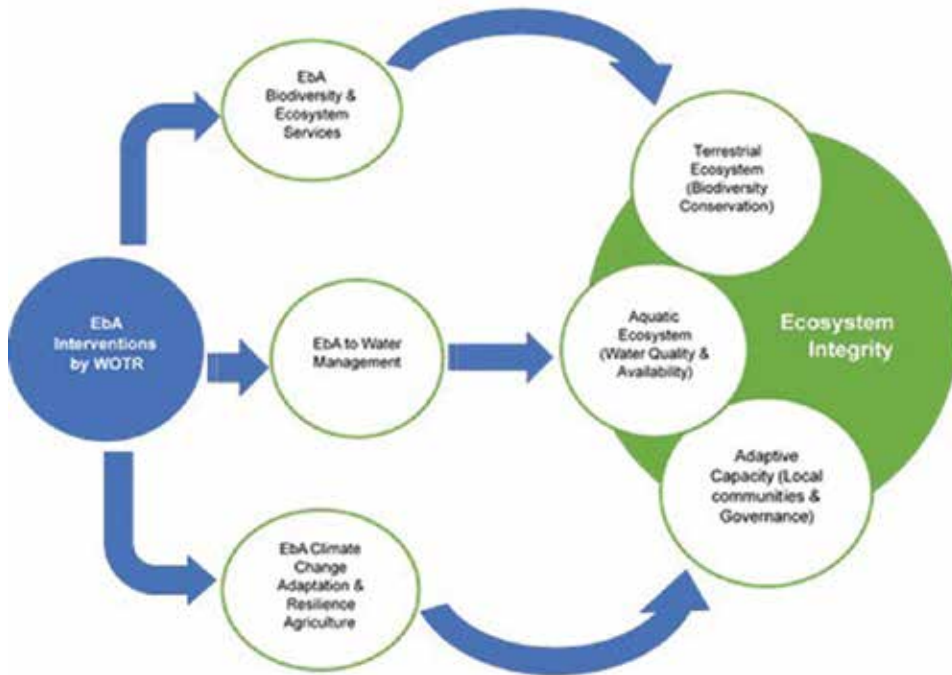 EbA
Biodiversity &
Ecosystem
Services
Terrestrial
Ecosystem
(Biodiversity
Conservation)
EbA
Interventions
by WOTR
EbA to Water
Management
Aquatic
Ecosystem
(Water Quality &
Availability)
Ecosystem
Integrity
Adaptive
Capacity (Local
communities &
Governance)
EbA Climate
Change
Adaptation &
Resilience
Agriculture